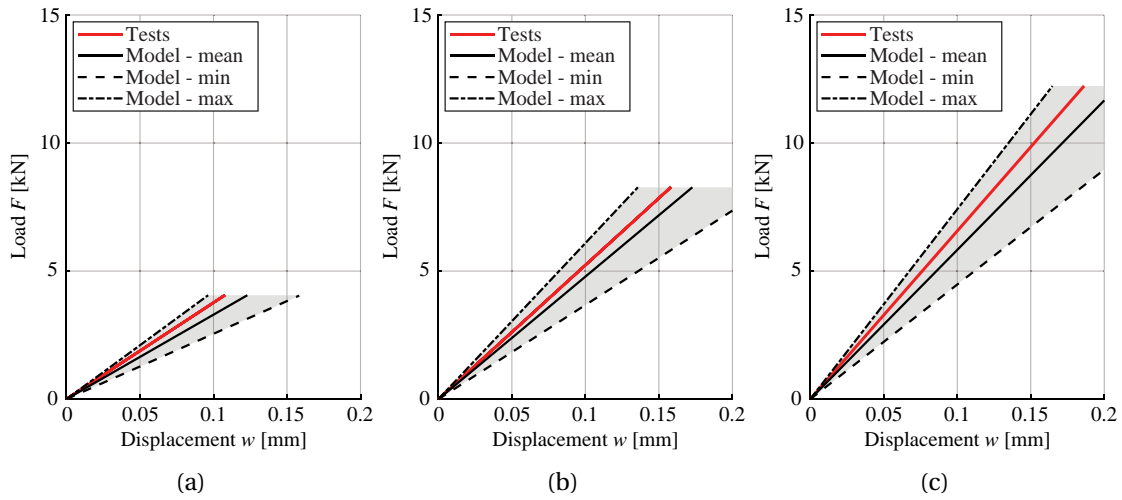 15
10
5
0
Load F [kN]
Tests
Model - mean
Model - min
Model - max
0
0.05
0.1
0.15
0.2
Displacement w [mm]
(a)
15
10
5
0
Load F [kN]
Tests
Model - mean
Model - min
Model - max
0
0.05
0.1
0.15
0.2
Displacement w [mm]
(b)
15
10
5
0
Load F [kN]
Tests
Model - mean
Model - min
Model - max
0
0.05
0.1
0.15
0.2
Displacement w [mm]
(c)